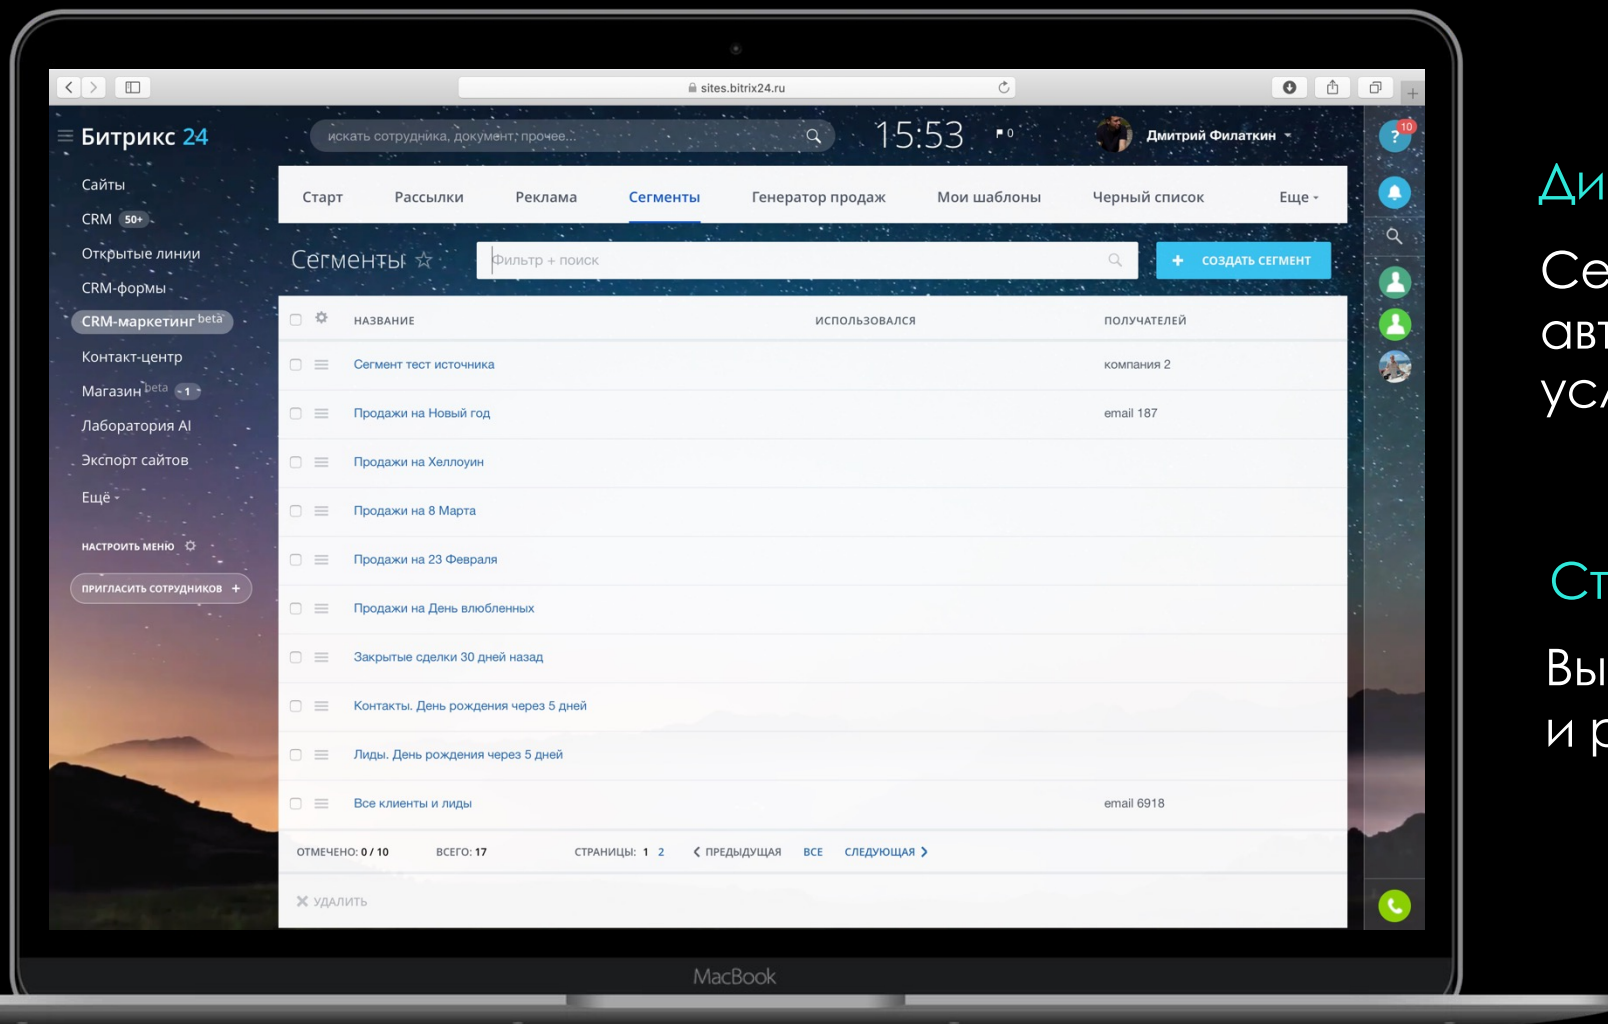 sites.bitrix24.ru
Битрикс 24
искать сотрудника, документ, прочее...
15:53
0
Дмитрий Филаткин
?
10
Сайты
CRM 50+
Открытые линии
CRM-формы
CRM-маркетинг beta
Контакт-центр
Магазин beta 1
Лаборатория AI
Экспорт сайтов
Ещё
НАСТРОИТЬ МЕНЮ
ПРИГЛАСИТЬ СОТРУДНИКОВ +
Старт Рассылки Реклама Сегменты Генератор продаж Мои шаблоны Черный список Еще
Сегменты
Фильтр + поиск
+ СОЗДАТЬ СЕГМЕНТ
НАЗВАНИЕ ИСПОЛЬЗОВАЛСЯ ПОЛУЧАТЕЛЕЙ
Сегмент тест источника компания 2
Продажи на Новый год email 187
Продажи на Хеллоуин
Продажи на 8 Марта
Продажи на 23 Февраля
Продажи на День влюбленных
Закрытые сделки 30 дней назад
Контакты. День рождения через 5 дней
Лиды. День рождения через 5 дней
Все клиенты и лиды email 6918
ОТМЕЧЕНО: 0 / 10 ВСЕГО: 17 СТРАНИЦЫ: 1 2 ПРЕДЫДУЩАЯ ВСЕ СЛЕДУЮЩАЯ
УДАЛИТЬ
MacBook
Ди
Се
авт
усл
Ст
Вы
и р